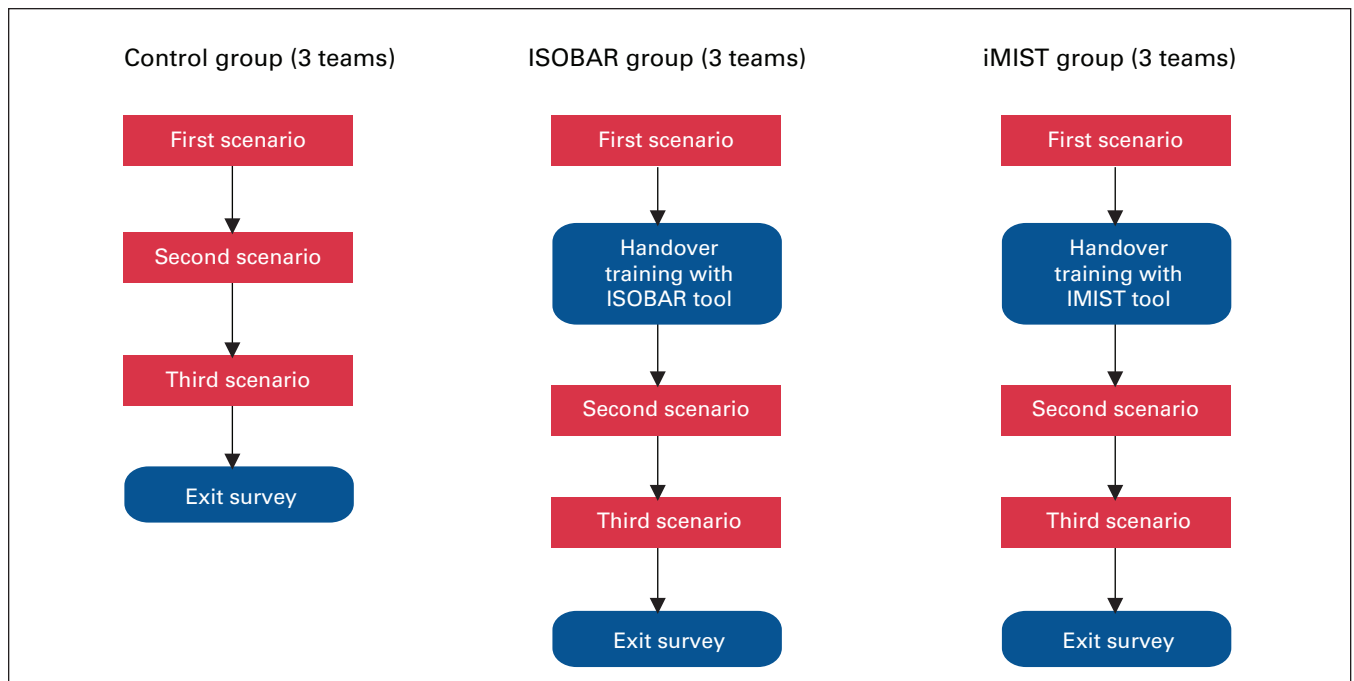 Control group (3 teams)
First scenario
Second scenario
Third scenario
Exit survey
ISOBAR group (3 teams)
First scenario
Handover
training with
ISOBAR tool
Second scenario
Third scenario
Exit survey
iMIST group (3 teams)
First scenario
Handover
training with
IMIST tool
Second scenario
Third scenario
Exit survey